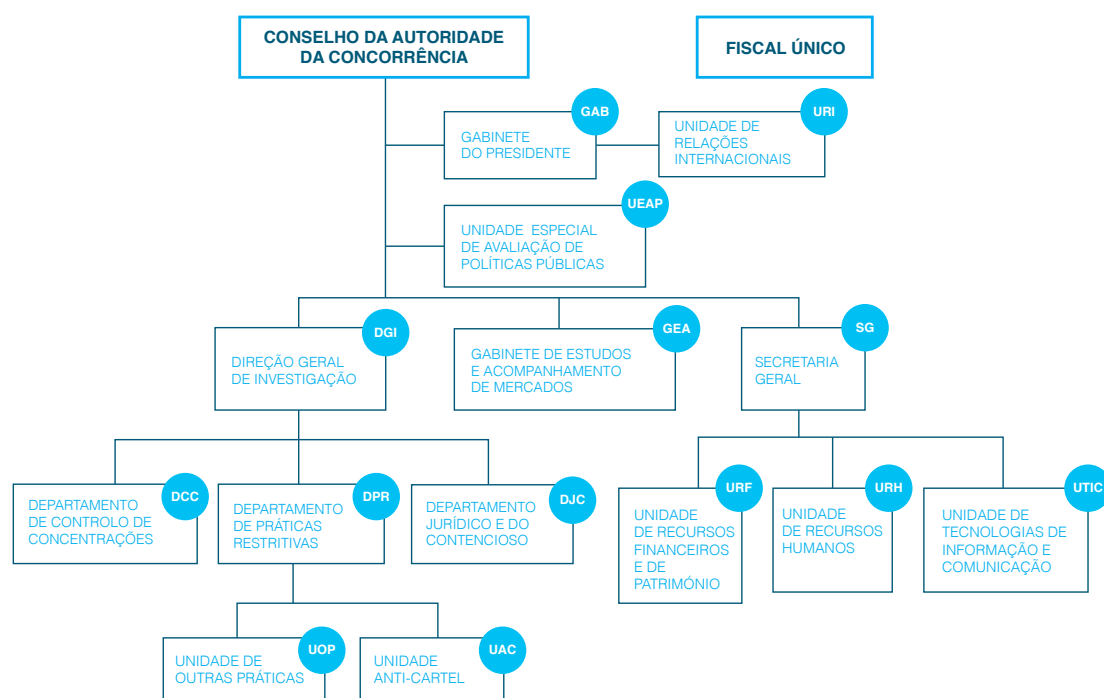 CONSELHO DA AUTORIDADE
DA CONCORRÊNCIA
FISCAL ÚNICO
GAB
GABINETE
DO PRESIDENTE
URI
UNIDADE DE
RELAÇÕES
INTERNACIONAIS
UEAP
UNIDADE ESPECIAL
DE AVALIAÇÃO DE
POLÍTICAS PÚBLICAS
DGI
DIREÇÃO GERAL
DE INVESTIGAÇÃO
GEA
GABINETE DE ESTUDOS
E ACOMPANHAMENTO
DE MERCADOS
SG
SECRETARIA
GERAL
DCC
DEPARTAMENTO
DE CONTROLO DE
CONCENTRAÇÕES
DPR
DEPARTAMENTO
DE PRÁTICAS
RESTRITIVAS
DJC
DEPARTAMENTO
JURÍDICO E DO
CONTENCIOSO
URF
UNIDADE
DE RECURSOS
FINANCEIROS
E DE
PATRIMÓNIO
URH
UNIDADE
DE RECURSOS
HUMANOS
UTIC
UNIDADE DE
TECNOLOGIAS DE
INFORMAÇÃO E
COMUNICAÇÃO
UOP
UNIDADE DE
OUTRAS PRÁTICAS
UAC
UNIDADE
ANTI-CARTEL